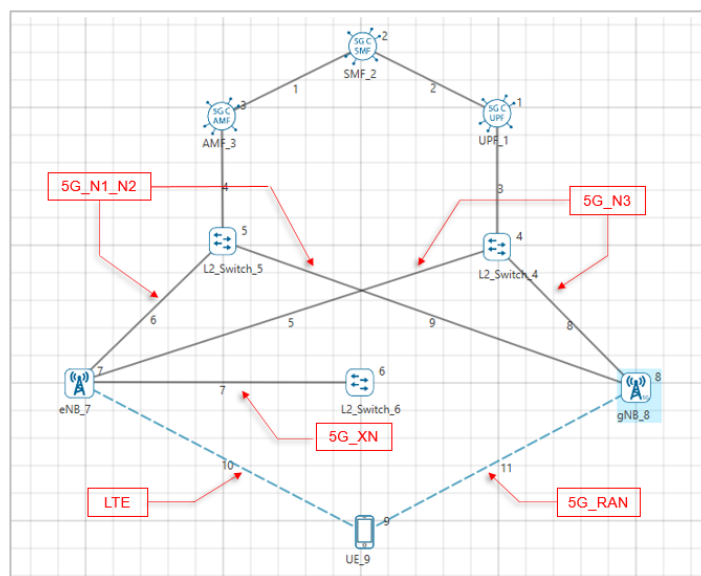 2
5G C
SMF
SMF_2
1
2
3
5G C
AMF
AMF_3
1
5G C
UPF
UPF_1
5G_N1_N2
4
3
5G_N3
5
L2_Switch_5
4
L2_Switch_4
6
5
9
8
7
eNB_7
7
6
L2_Switch_6
8
gNB_8
5G_XN
10
11
LTE
5G_RAN
9
UE_9